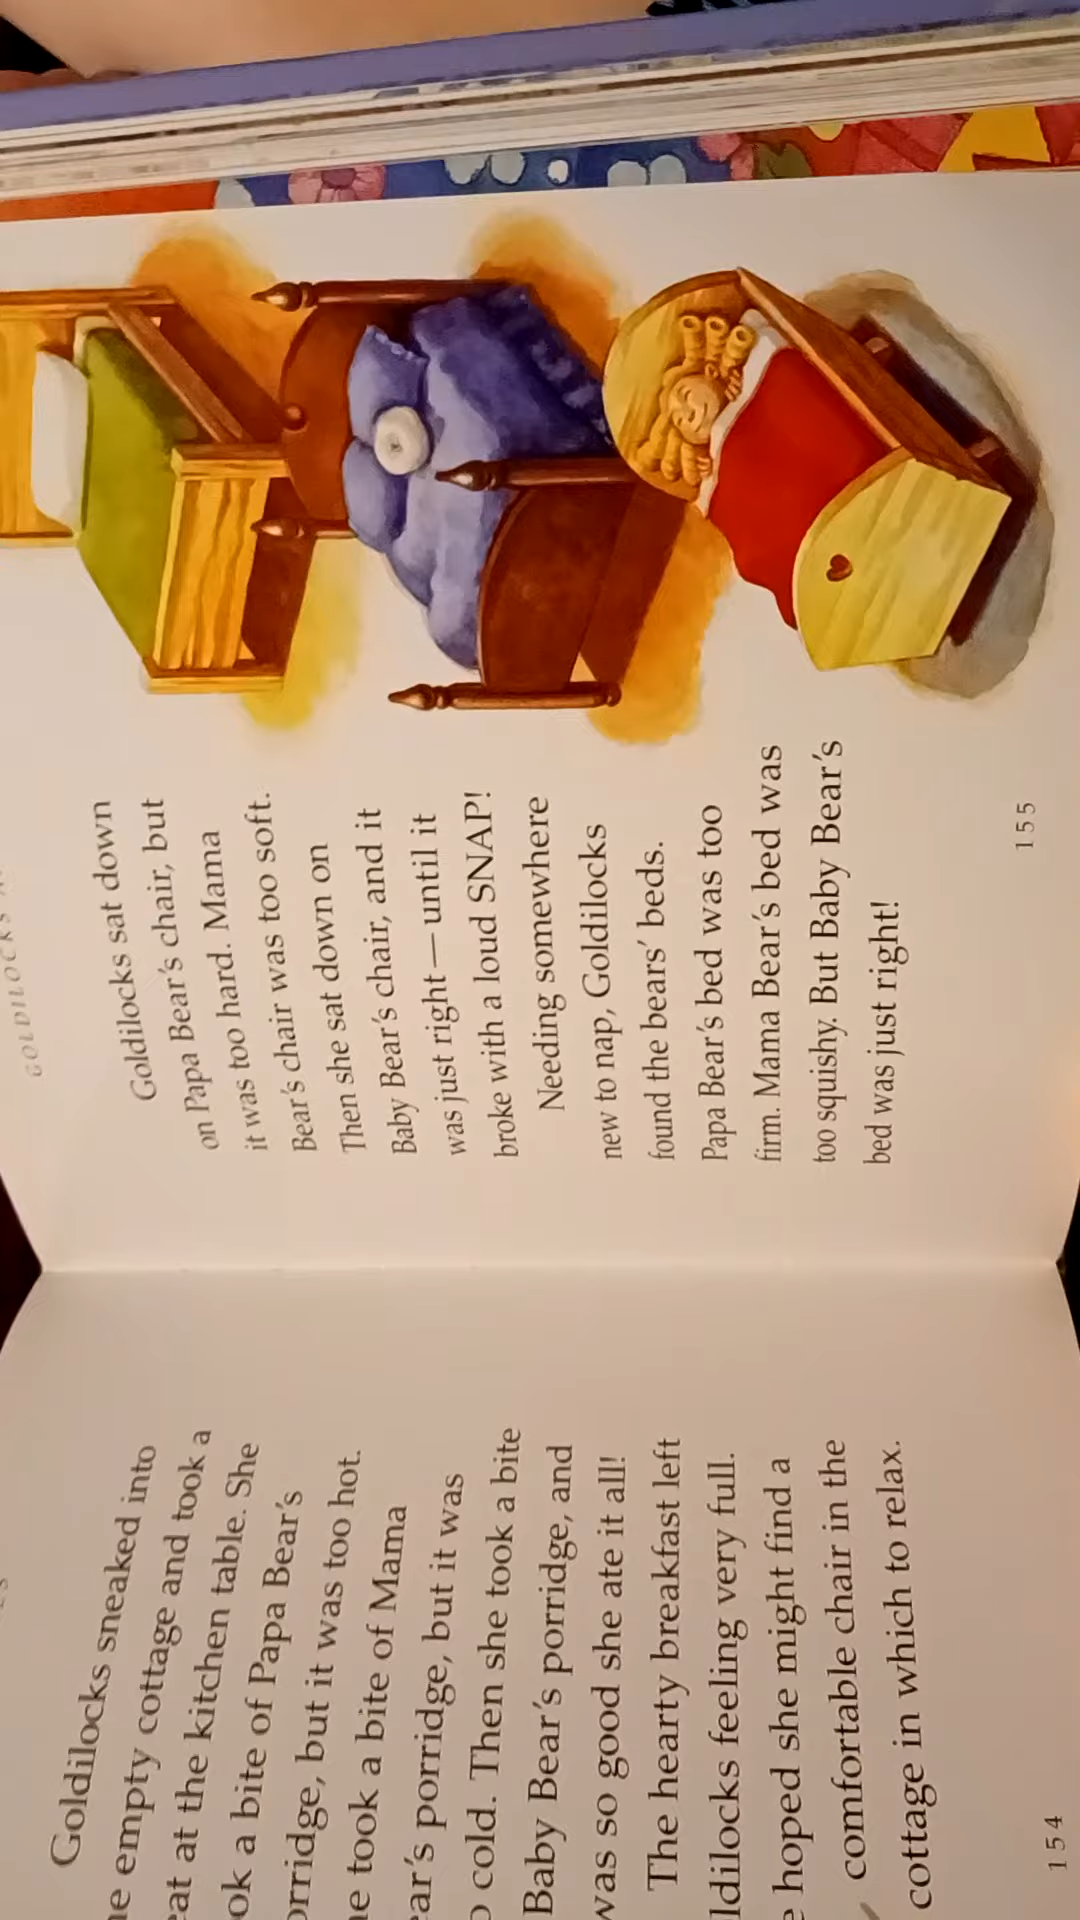 Goldilocks sneaked into
empty cottage and took a
at the kitchen table. She
a bite of Papa Bear's
but it was too hot.
took a bite of Mama
porridge, but it was
cold. Then she took a bite
Baby Bear's porridge, and
was so good she ate it all!
The hearty breakfast left
feeling very full.
hoped she might find a
comfortable chair in the
cottage in which to relax.
154
GOLDILOCKS
Goldilocks sat down
on Papa Bear's chair, but
it was too hard. Mama
Bear's chair was too soft.
Then she sat down on
Baby Bear's chair, and it
was just right—until it
broke with a loud SNAP!
Needing somewhere
new to nap, Goldilocks
found the bears' beds.
Papa Bear's bed was too
firm. Mama Bear's bed was
too squishy. But Baby Bear's
bed was just right!
155